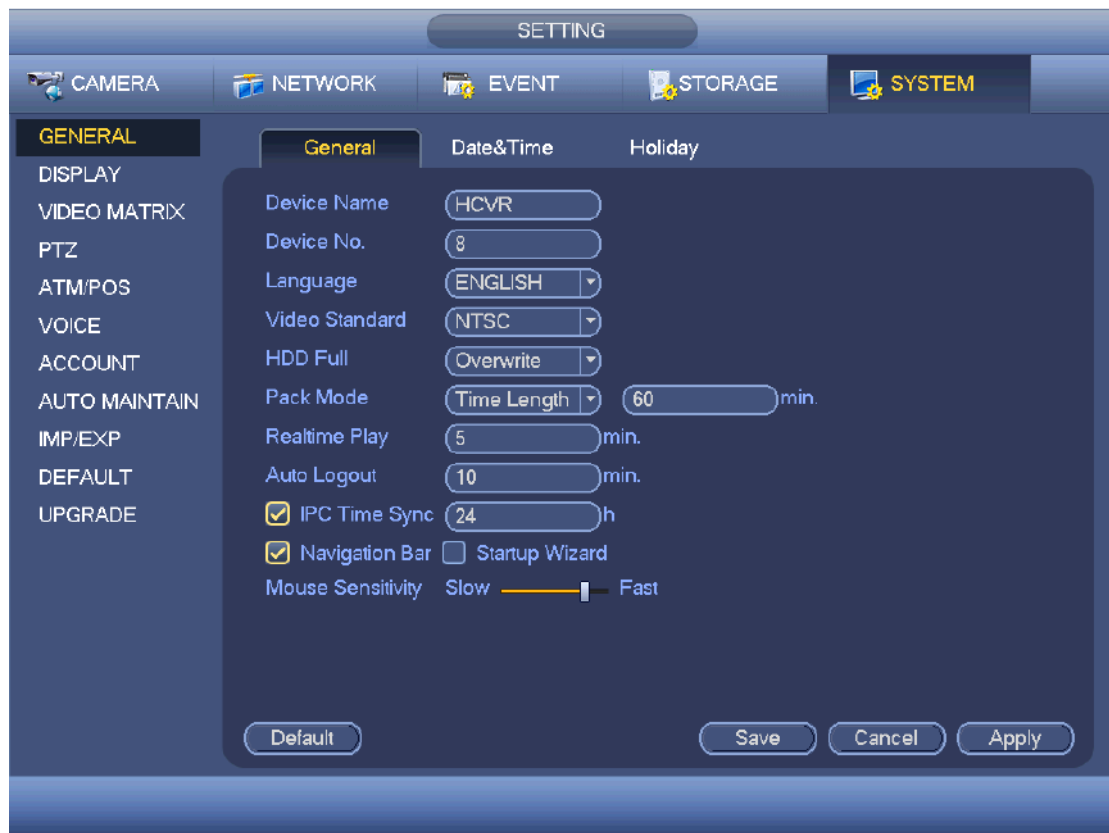 SETTING
CAMERA NETWORK EVENT STORAGE SYSTEM
GENERAL
DISPLAY
VIDEO MATRIX
PTZ
ATM/POS
VOICE
ACCOUNT
AUTO MAINTAIN
IMP/EXP
DEFAULT
UPGRADE
General Date&Time Holiday
Device Name HCVR
Device No. 8
Language ENGLISH
Video Standard NTSC
HDD Full Overwrite
Pack Mode Time Length 60 min.
Realtime Play 5 min.
Auto Logout 10 min.
IPC Time Sync 24 h
Navigation Bar Startup Wizard
Mouse Sensitivity Slow Fast
Default Save Cancel Apply